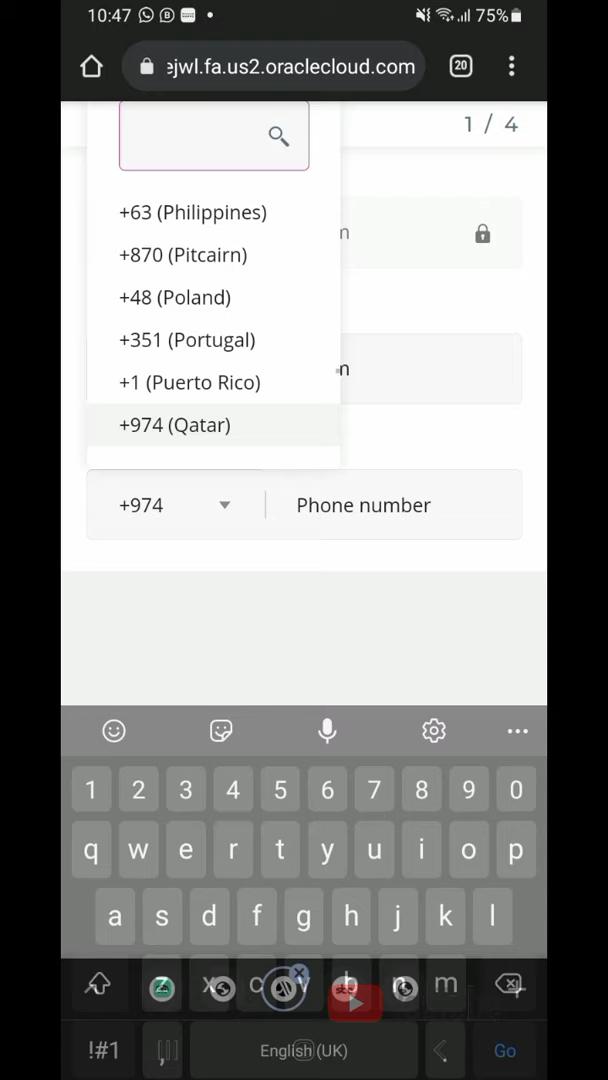 10:47 75%
ejwl.fa.us2.oraclecloud.com 20
1 / 4
+63 (Philippines)
m
+870 (Pitcairn)
+48 (Poland)
+351 (Portugal)
m
+1 (Puerto Rico)
+974 (Qatar)
+974 Phone number
1 2 3 4 5 6 7 8 9 0
q w e r t y u i o p
a s d f g h j k l
z x c v b n m
!#1 , English (UK) . Go